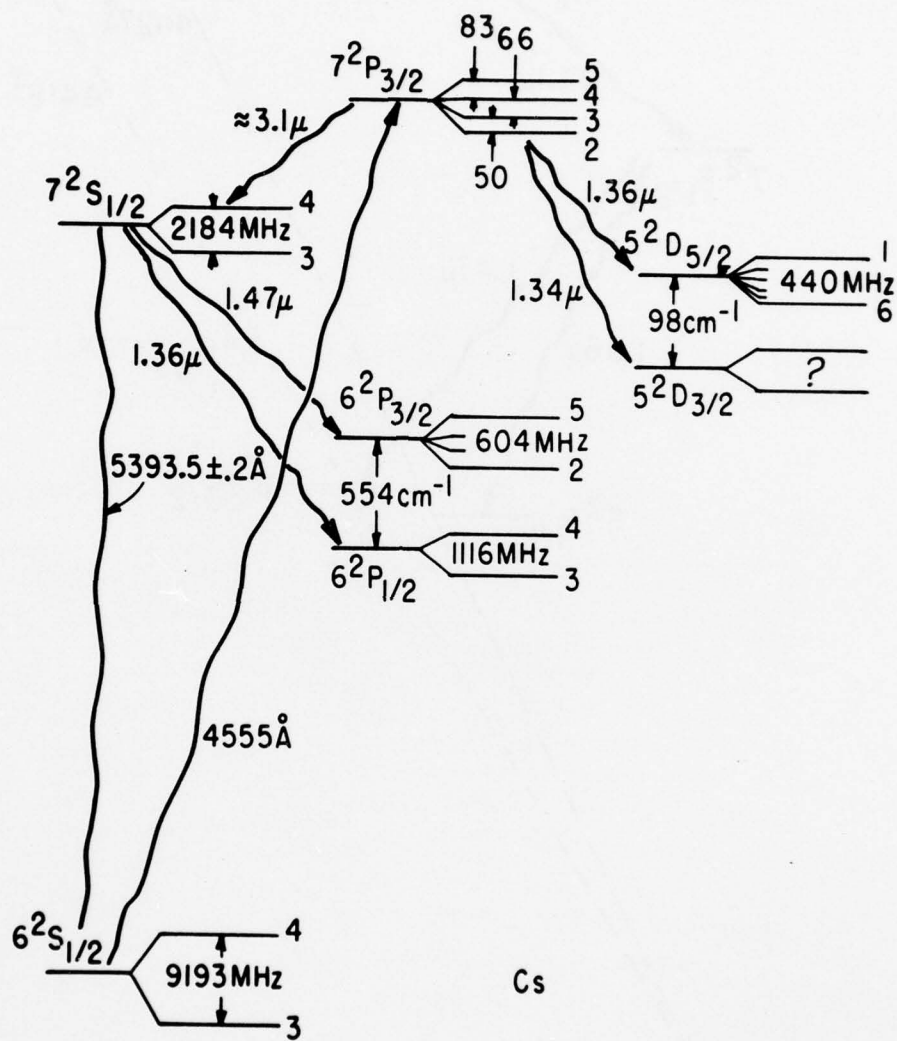 83 66
7²P₃/₂
5
4
3
2
50
≈3.1μ
7²S₁/₂
4
2184MHz
3
1.36μ
5²D₅/₂
1
440MHz
6
1.34μ
98cm⁻¹
5²D₃/₂
?
1.47μ
1.36μ
6²P₃/₂
5
604MHz
2
5393.5±.2Å
554cm⁻¹
4
1116MHz
3
6²P₁/₂
4555Å
6²S₁/₂
4
9193MHz
3
Cs